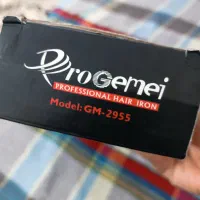 ProGemei
PROFESSIONAL HAIR IRON
Model: GM-2955